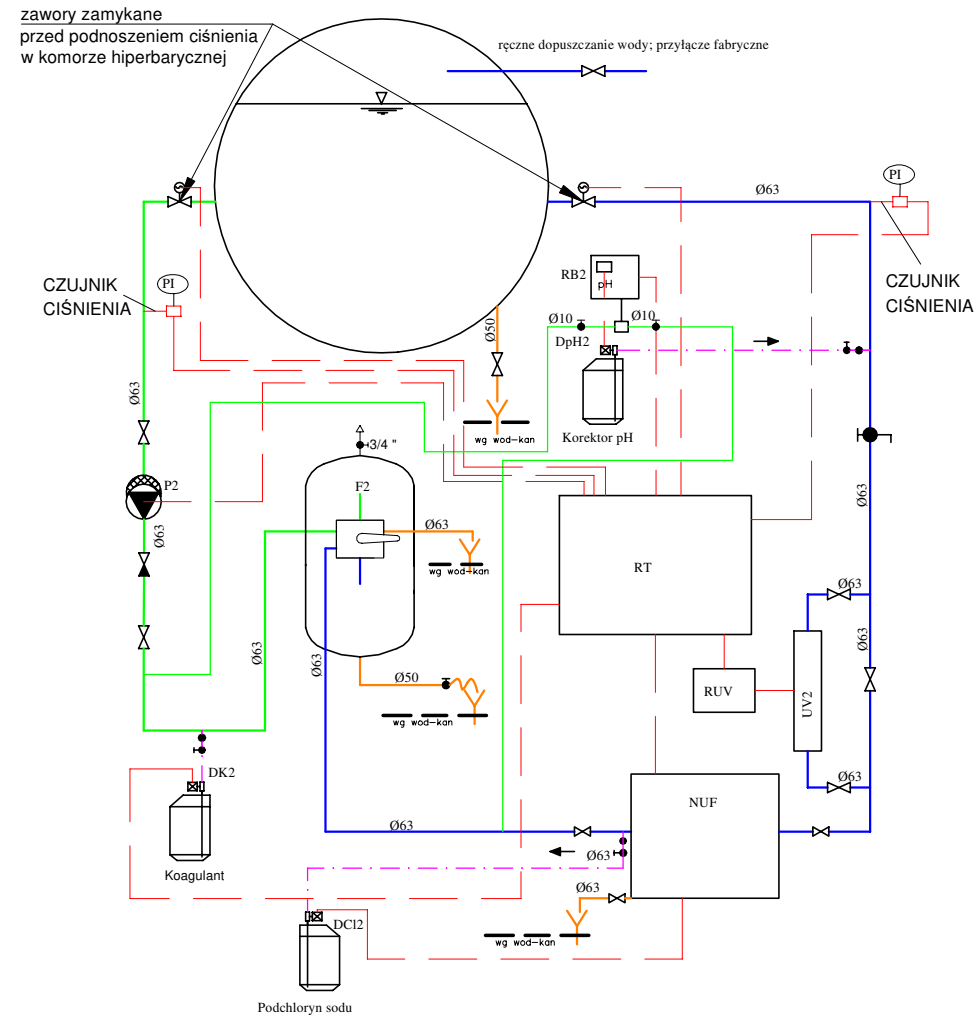 zawory zamykane
przed podnoszeniem ciśnienia
w komorze hiperbarycznej
ręczne dopuszczanie wody; przyłącze fabryczne
PI
Ø63
CZUJNIK
CIŚNIENIA
PI
CZUJNIK
CIŚNIENIA
RB2
pH
Ø10
Ø10
DpH2
Ø50
Ø63
wg wod-kan
Korektor pH
3/4 "
P2
F2
Ø63
Ø63
Ø63
wg wod-kan
RT
Ø63
Ø63
Ø63
Ø63
Ø50
RUV
UV2
wg wod-kan
DK2
Ø63
NUF
Ø63
Ø63
Koagulant
Ø63
DCl2
wg wod-kan
Podchloryn sodu